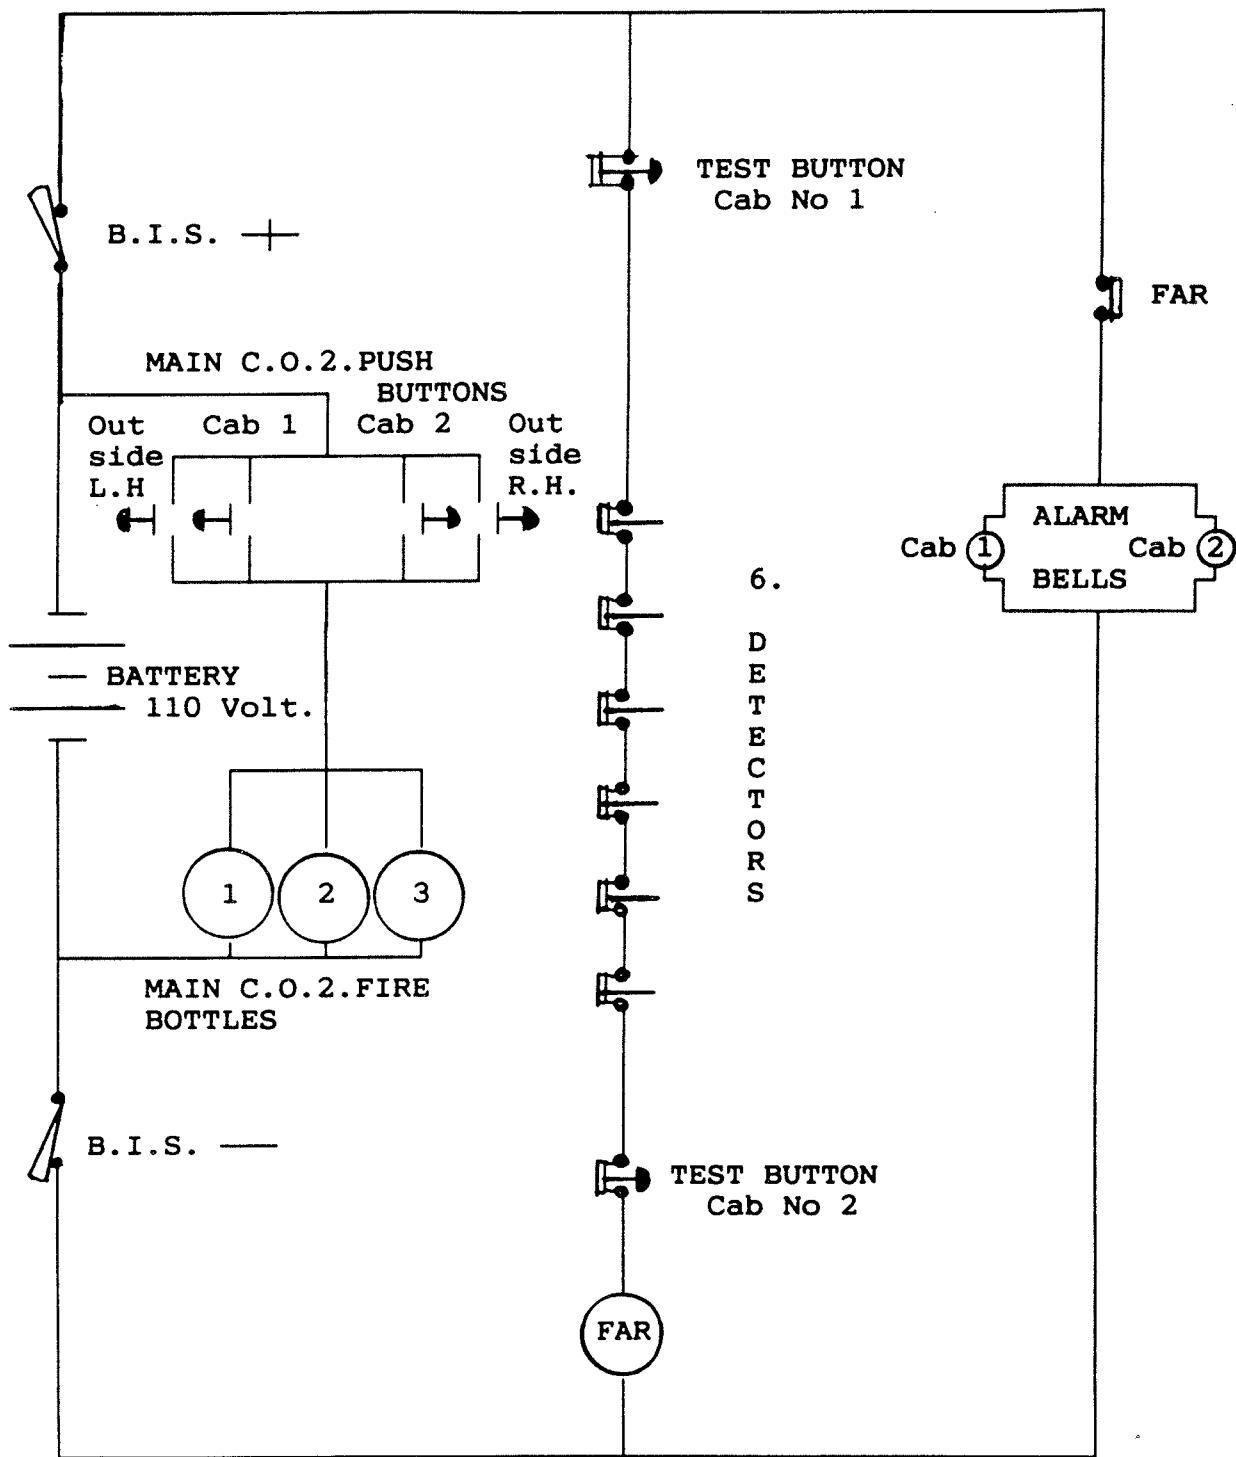 TEST BUTTON
Cab No 1
B.I.S. +
FAR
MAIN C.O.2.PUSH
BUTTONS
Out
side
L.H
Cab 1
Cab 2
Out
side
R.H.
ALARM
BELLS
Cab 1
Cab 2
6.
D
E
T
E
C
T
O
R
S
BATTERY
110 Volt.
1 2 3
MAIN C.O.2.FIRE
BOTTLES
B.I.S. —
TEST BUTTON
Cab No 2
FAR